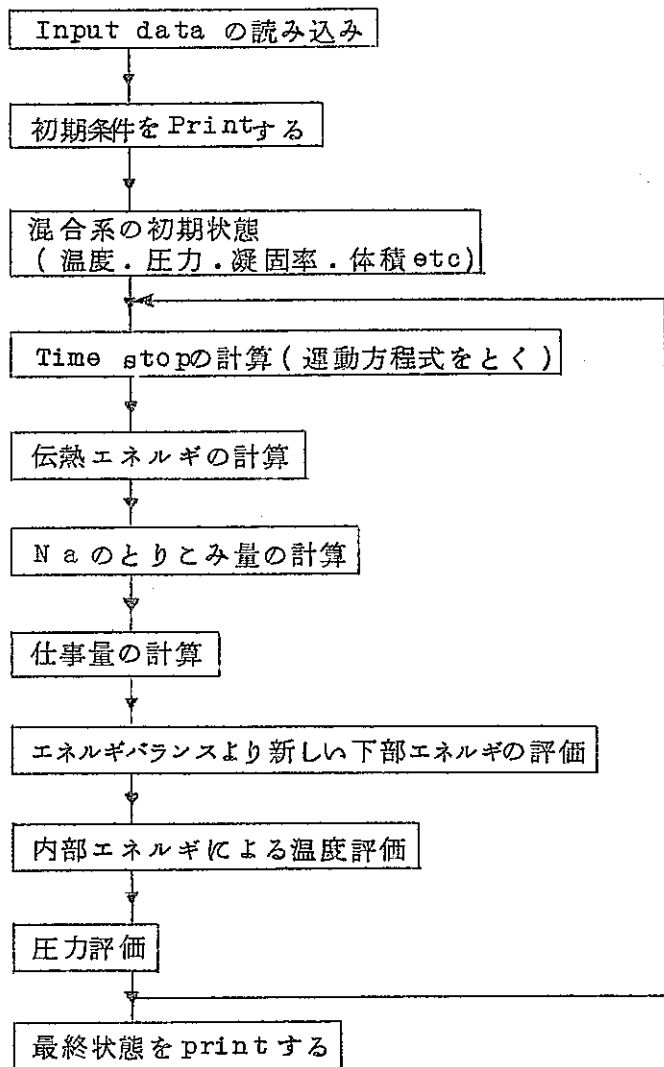 Input data の読み込み
初期条件をPrintする
混合系の初期状態
(温度.圧力.凝固率.体積etc)
Time stopの計算(運動方程式をとく)
伝熱エネルギの計算
Naのとりこみ量の計算
仕事量の計算
エネルギバランスより新しい下部エネルギの評価
内部エネルギによる温度評価
圧力評価
最終状態をprintする